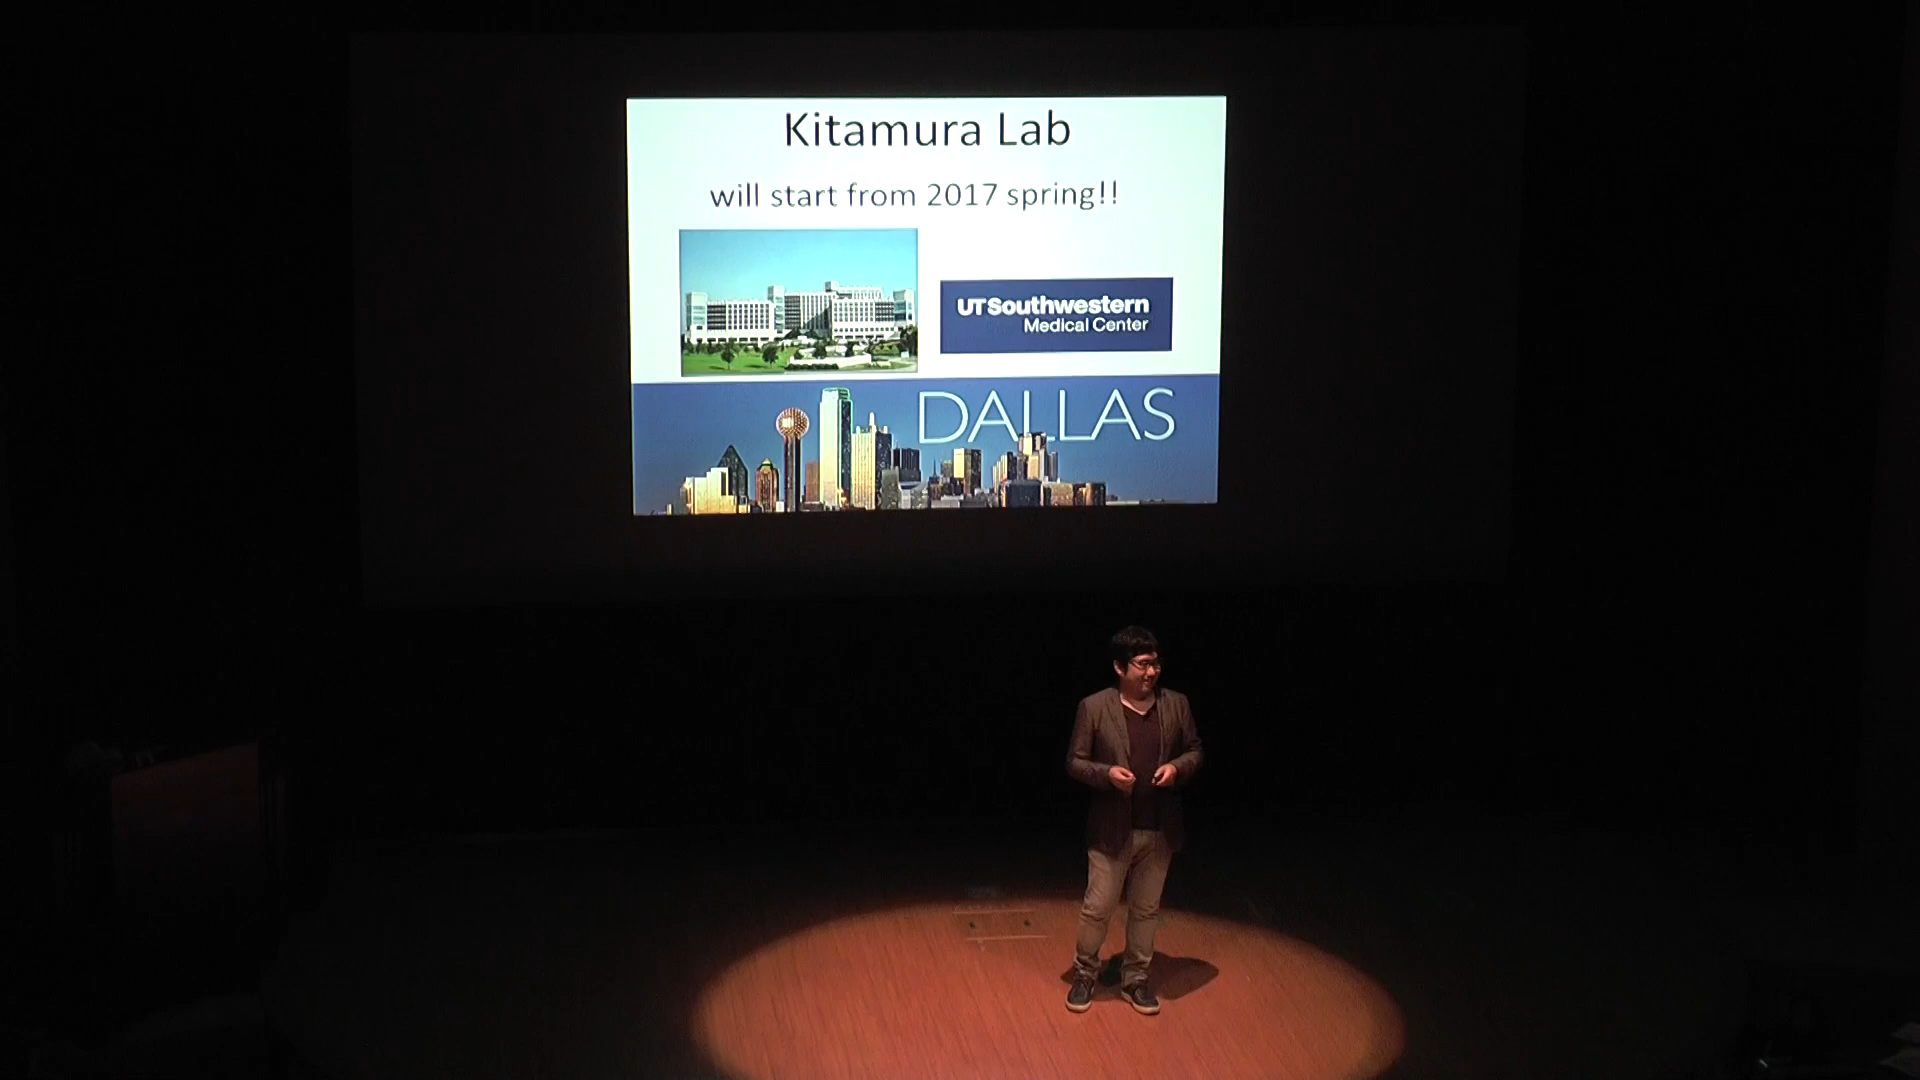 Kitamura Lab
will start from 2017 spring!!
UTSouthwestern
Medical Center
DALLAS